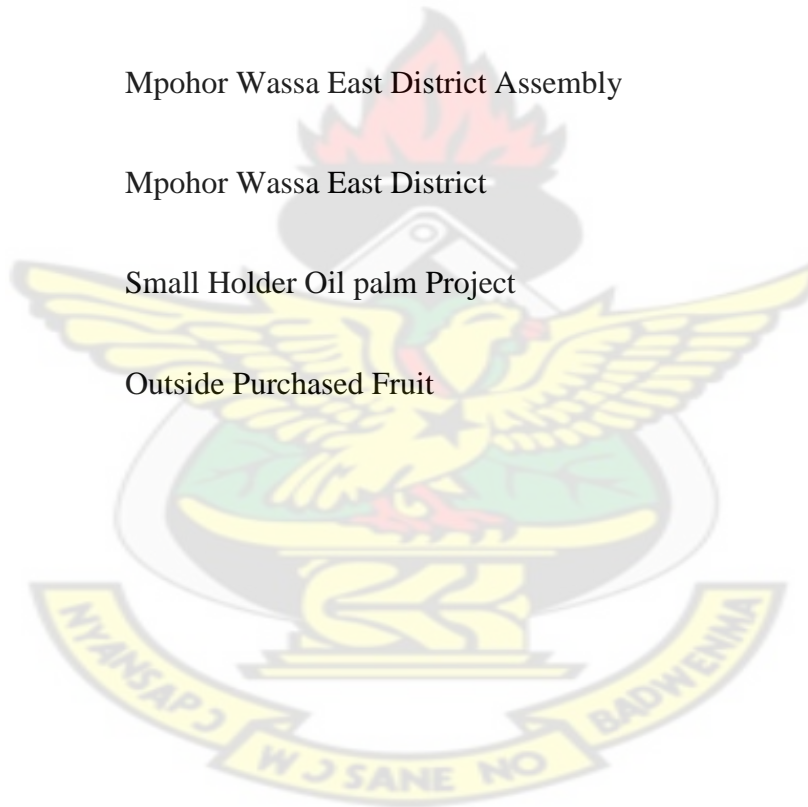 Mpohor Wassa East District Assembly
Mpohor Wassa East District
Small Holder Oil palm Project
Outside Purchased Fruit
NYANSAPƆ WƆSANE NO BADWENMA